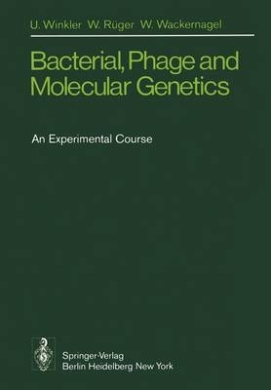 U. Winkler W. Rüger W. Wackernagel
Bacterial, Phage and
Molecular Genetics
An Experimental Course
Springer-Verlag
Berlin Heidelberg New York